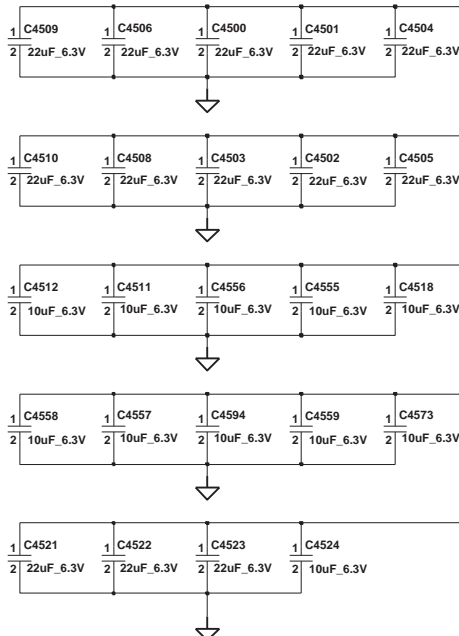 1 C4509 1 C4506 1 C4500 1 C4501 1 C4504
2 22uF_6.3V 2 22uF_6.3V 2 22uF_6.3V 2 22uF_6.3V 2 22uF_6.3V
1 C4510 1 C4508 1 C4503 1 C4502 1 C4505
2 22uF_6.3V 2 22uF_6.3V 2 22uF_6.3V 2 22uF_6.3V 2 22uF_6.3V
1 C4512 1 C4511 1 C4556 1 C4555 1 C4518
2 10uF_6.3V 2 10uF_6.3V 2 10uF_6.3V 2 10uF_6.3V 2 10uF_6.3V
1 C4558 1 C4557 1 C4594 1 C4559 1 C4573
2 10uF_6.3V 2 10uF_6.3V 2 10uF_6.3V 2 10uF_6.3V 2 10uF_6.3V
1 C4521 1 C4522 1 C4523 1 C4524
2 22uF_6.3V 2 22uF_6.3V 2 22uF_6.3V 2 10uF_6.3V